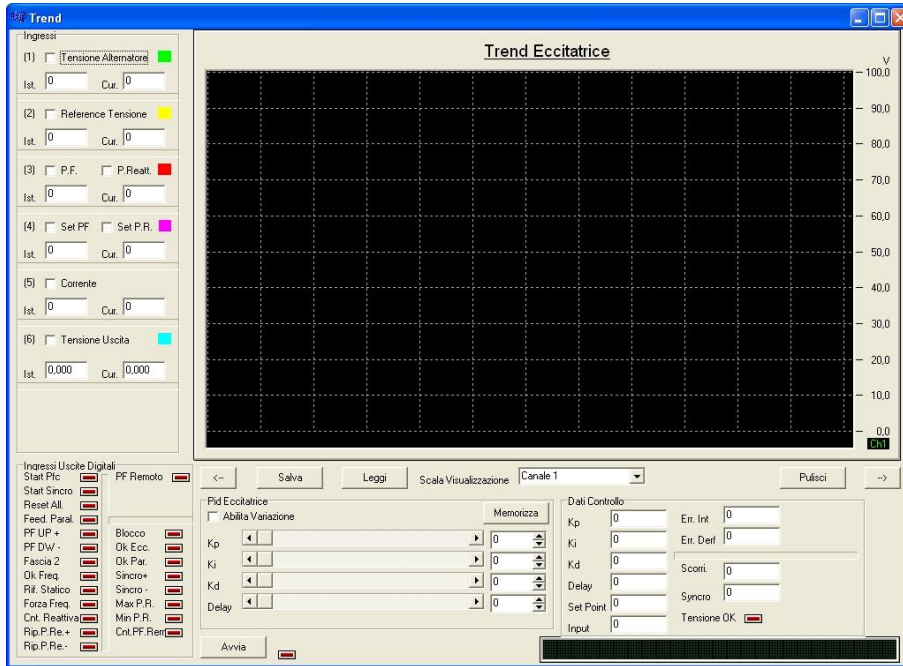 Trend
Ingressi
(1) Tensione Alternatore
Ist. 0 Cur. 0
(2) Reference Tensione
Ist. 0 Cur. 0
(3) P.F. P.Reatt.
Ist. 0 Cur. 0
(4) Set PF Set P.R.
Ist. 0 Cur. 0
(5) Corrente
Ist. 0 Cur. 0
(6) Tensione Uscita
Ist. 0,000 Cur. 0,000
Trend Eccitatrice
V
100,0
90,0
80,0
70,0
60,0
50,0
40,0
30,0
20,0
10,0
0,0
Ch1
Ingressi Uscite Digitali
Start Pfc
Start Sincro
Reset All.
Feed. Paral.
PF UP +
PF DW -
Fascia 2
Ok Freq.
Rif. Statico
Forza Freq.
Cnt. Reattiva
Rip.P.Re.+
Rip.P.Re.-
PF Remoto
Blocco
Ok Ecc.
Ok Par.
Sincro+
Sincro -
Max P.R.
Min P.R.
Cnt.PF.Rem
<-- Salva Leggi Scala Visualizzazione Canale 1 Pulisci -->
Pid Eccitatrice
Abilita Variazione Memorizza
Kp 0
Ki 0
Kd 0
Delay 0
Avvia
Dati Controllo
Kp 0
Ki 0
Kd 0
Delay 0
Set Point 0
Input 0
Err. Int 0
Err. Derf 0
Scorri. 0
Syncro 0
Tensione OK